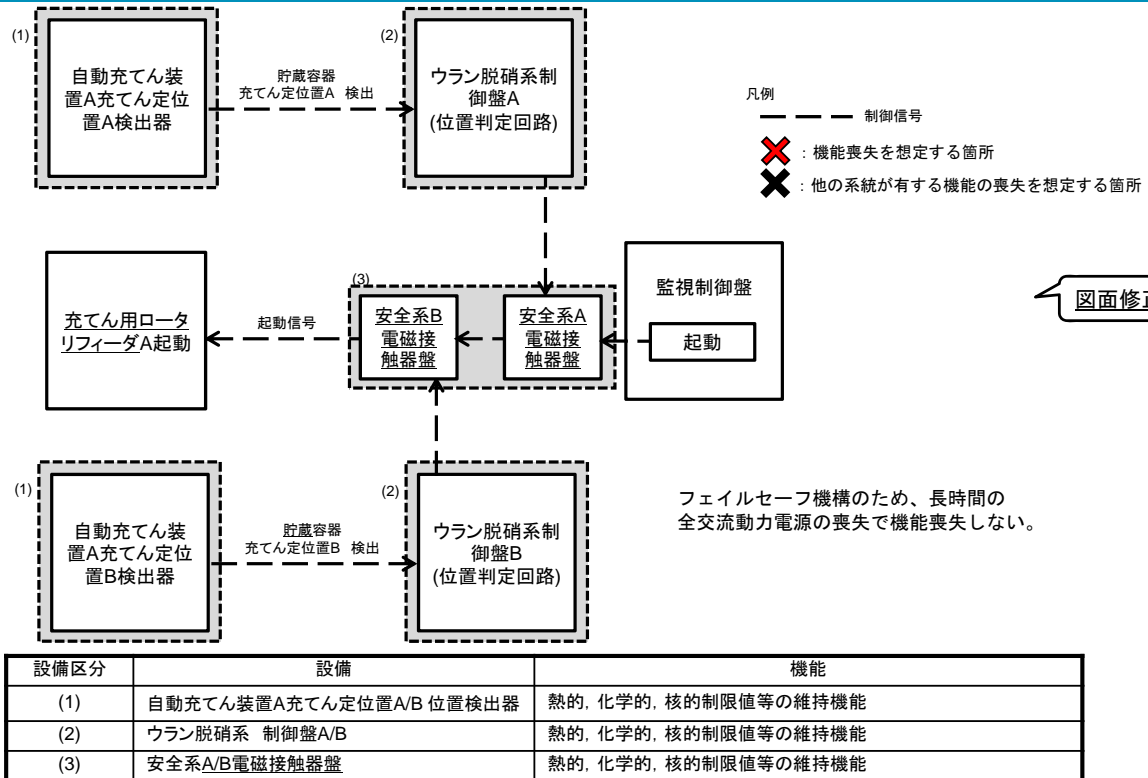 (1)
自動充てん装
置A充てん定位
置A検出器
貯蔵容器
充てん定位置A 検出
(2)
ウラン脱硝系制
御盤A
(位置判定回路)
凡例
制御信号
：機能喪失を想定する箇所
：他の系統が有する機能の喪失を想定する箇所
充てん用ロータ
リフィーダA起動
起動信号
(3)
安全系B
電磁接
触器盤
安全系A
電磁接
触器盤
監視制御盤
起動
図面修正
(1)
自動充てん装
置A充てん定位
置B検出器
貯蔵容器
充てん定位置B 検出
(2)
ウラン脱硝系制
御盤B
(位置判定回路)
フェイルセーフ機構のため、長時間の
全交流動力電源の喪失で機能喪失しない。
設備区分 設備 機能
(1) 自動充てん装置A充てん定位置A/B 位置検出器 熱的, 化学的, 核的制限値等の維持機能
(2) ウラン脱硝系 制御盤A/B 熱的, 化学的, 核的制限値等の維持機能
(3) 安全系A/B電磁接触器盤 熱的, 化学的, 核的制限値等の維持機能